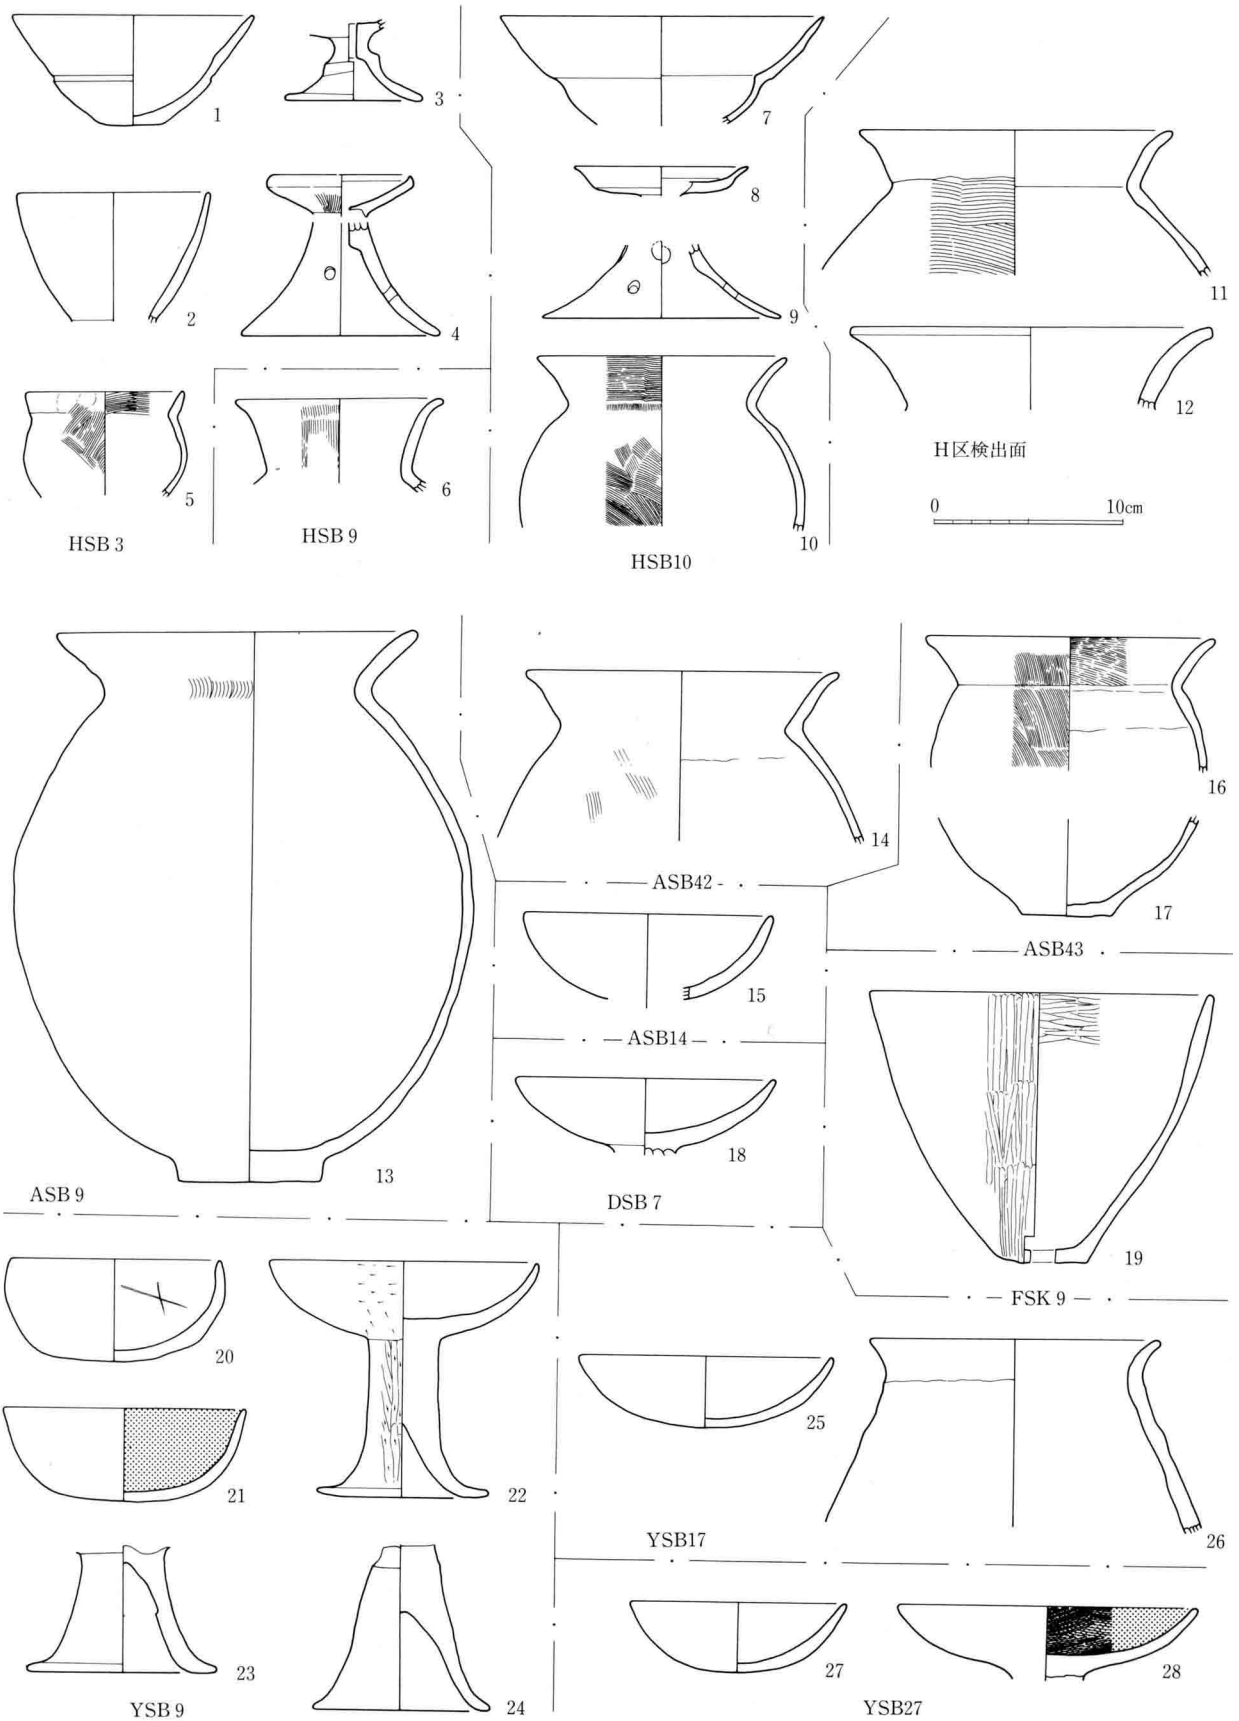 1
3
2
4
5
HSB 3
6
HSB 9
7
8
9
10
HSB10
11
12
H区検出面
0 10cm
13
ASB 9
14
ASB42
15
ASB14
16
17
ASB43
18
DSB 7
19
FSK 9
20
21
22
23
24
YSB 9
25
26
YSB17
27
28
YSB27